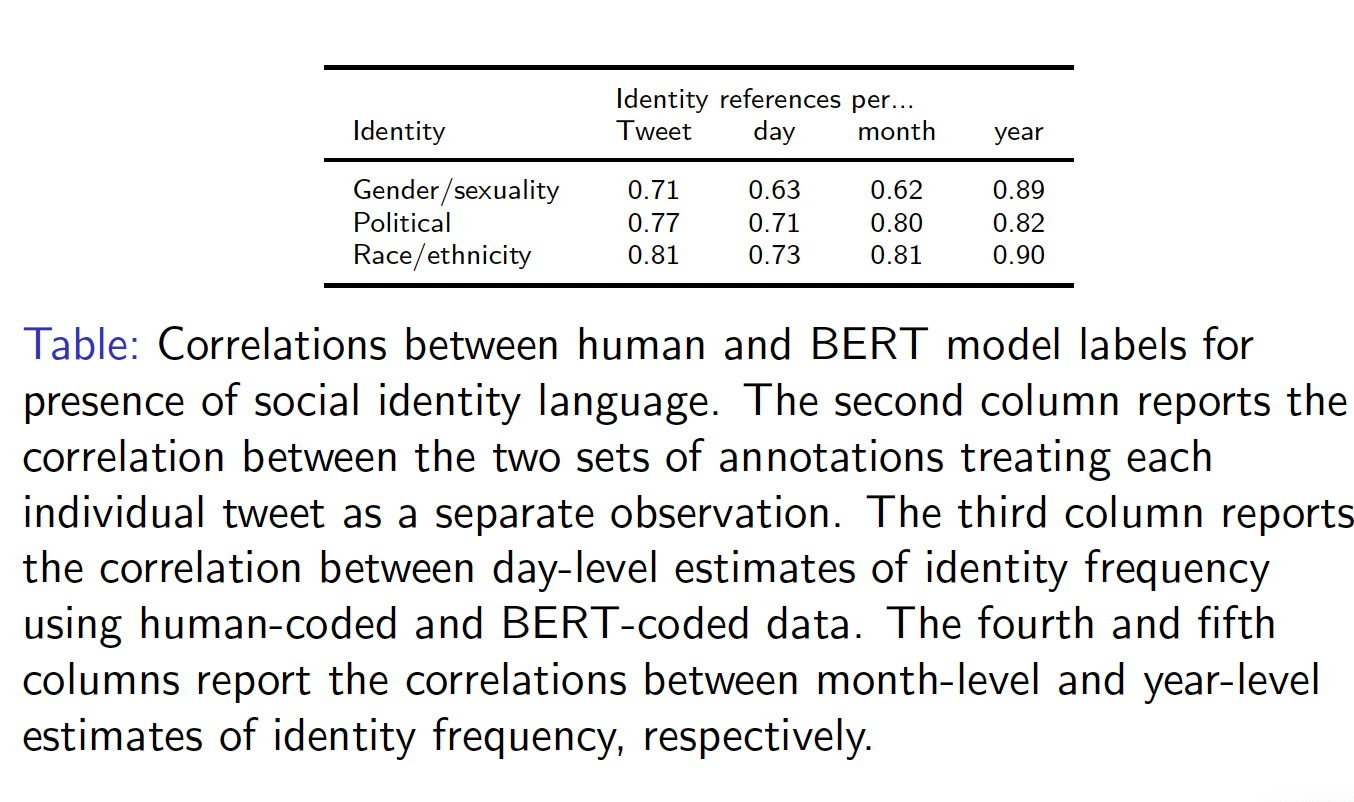 Identity references per...
Identity Tweet day month year
Gender/sexuality 0.71 0.63 0.62 0.89
Political 0.77 0.71 0.80 0.82
Race/ethnicity 0.81 0.73 0.81 0.90
Table: Correlations between human and BERT model labels for
presence of social identity language. The second column reports the
correlation between the two sets of annotations treating each
individual tweet as a separate observation. The third column reports
the correlation between day-level estimates of identity frequency
using human-coded and BERT-coded data. The fourth and fifth
columns report the correlations between month-level and year-level
estimates of identity frequency, respectively.